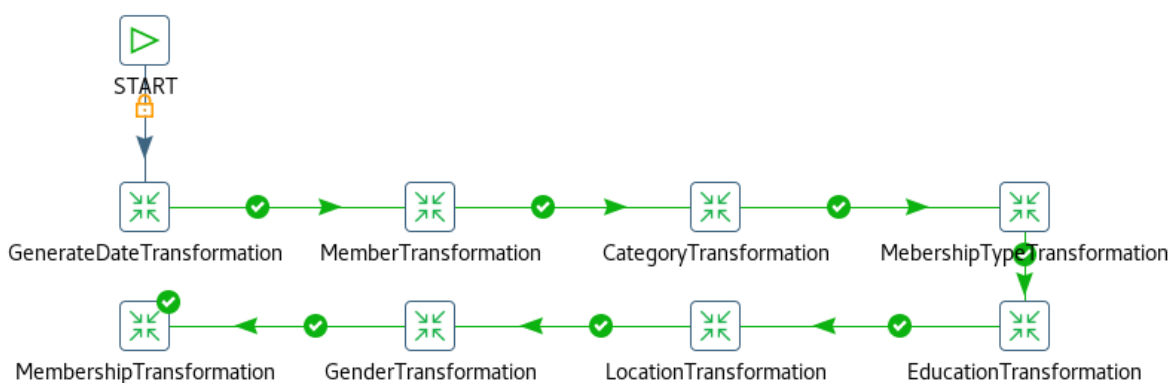 START
GenerateDateTransformation
MemberTransformation
CategoryTransformation
MebershipTypeTransformation
MembershipTransformation
GenderTransformation
LocationTransformation
EducationTransformation